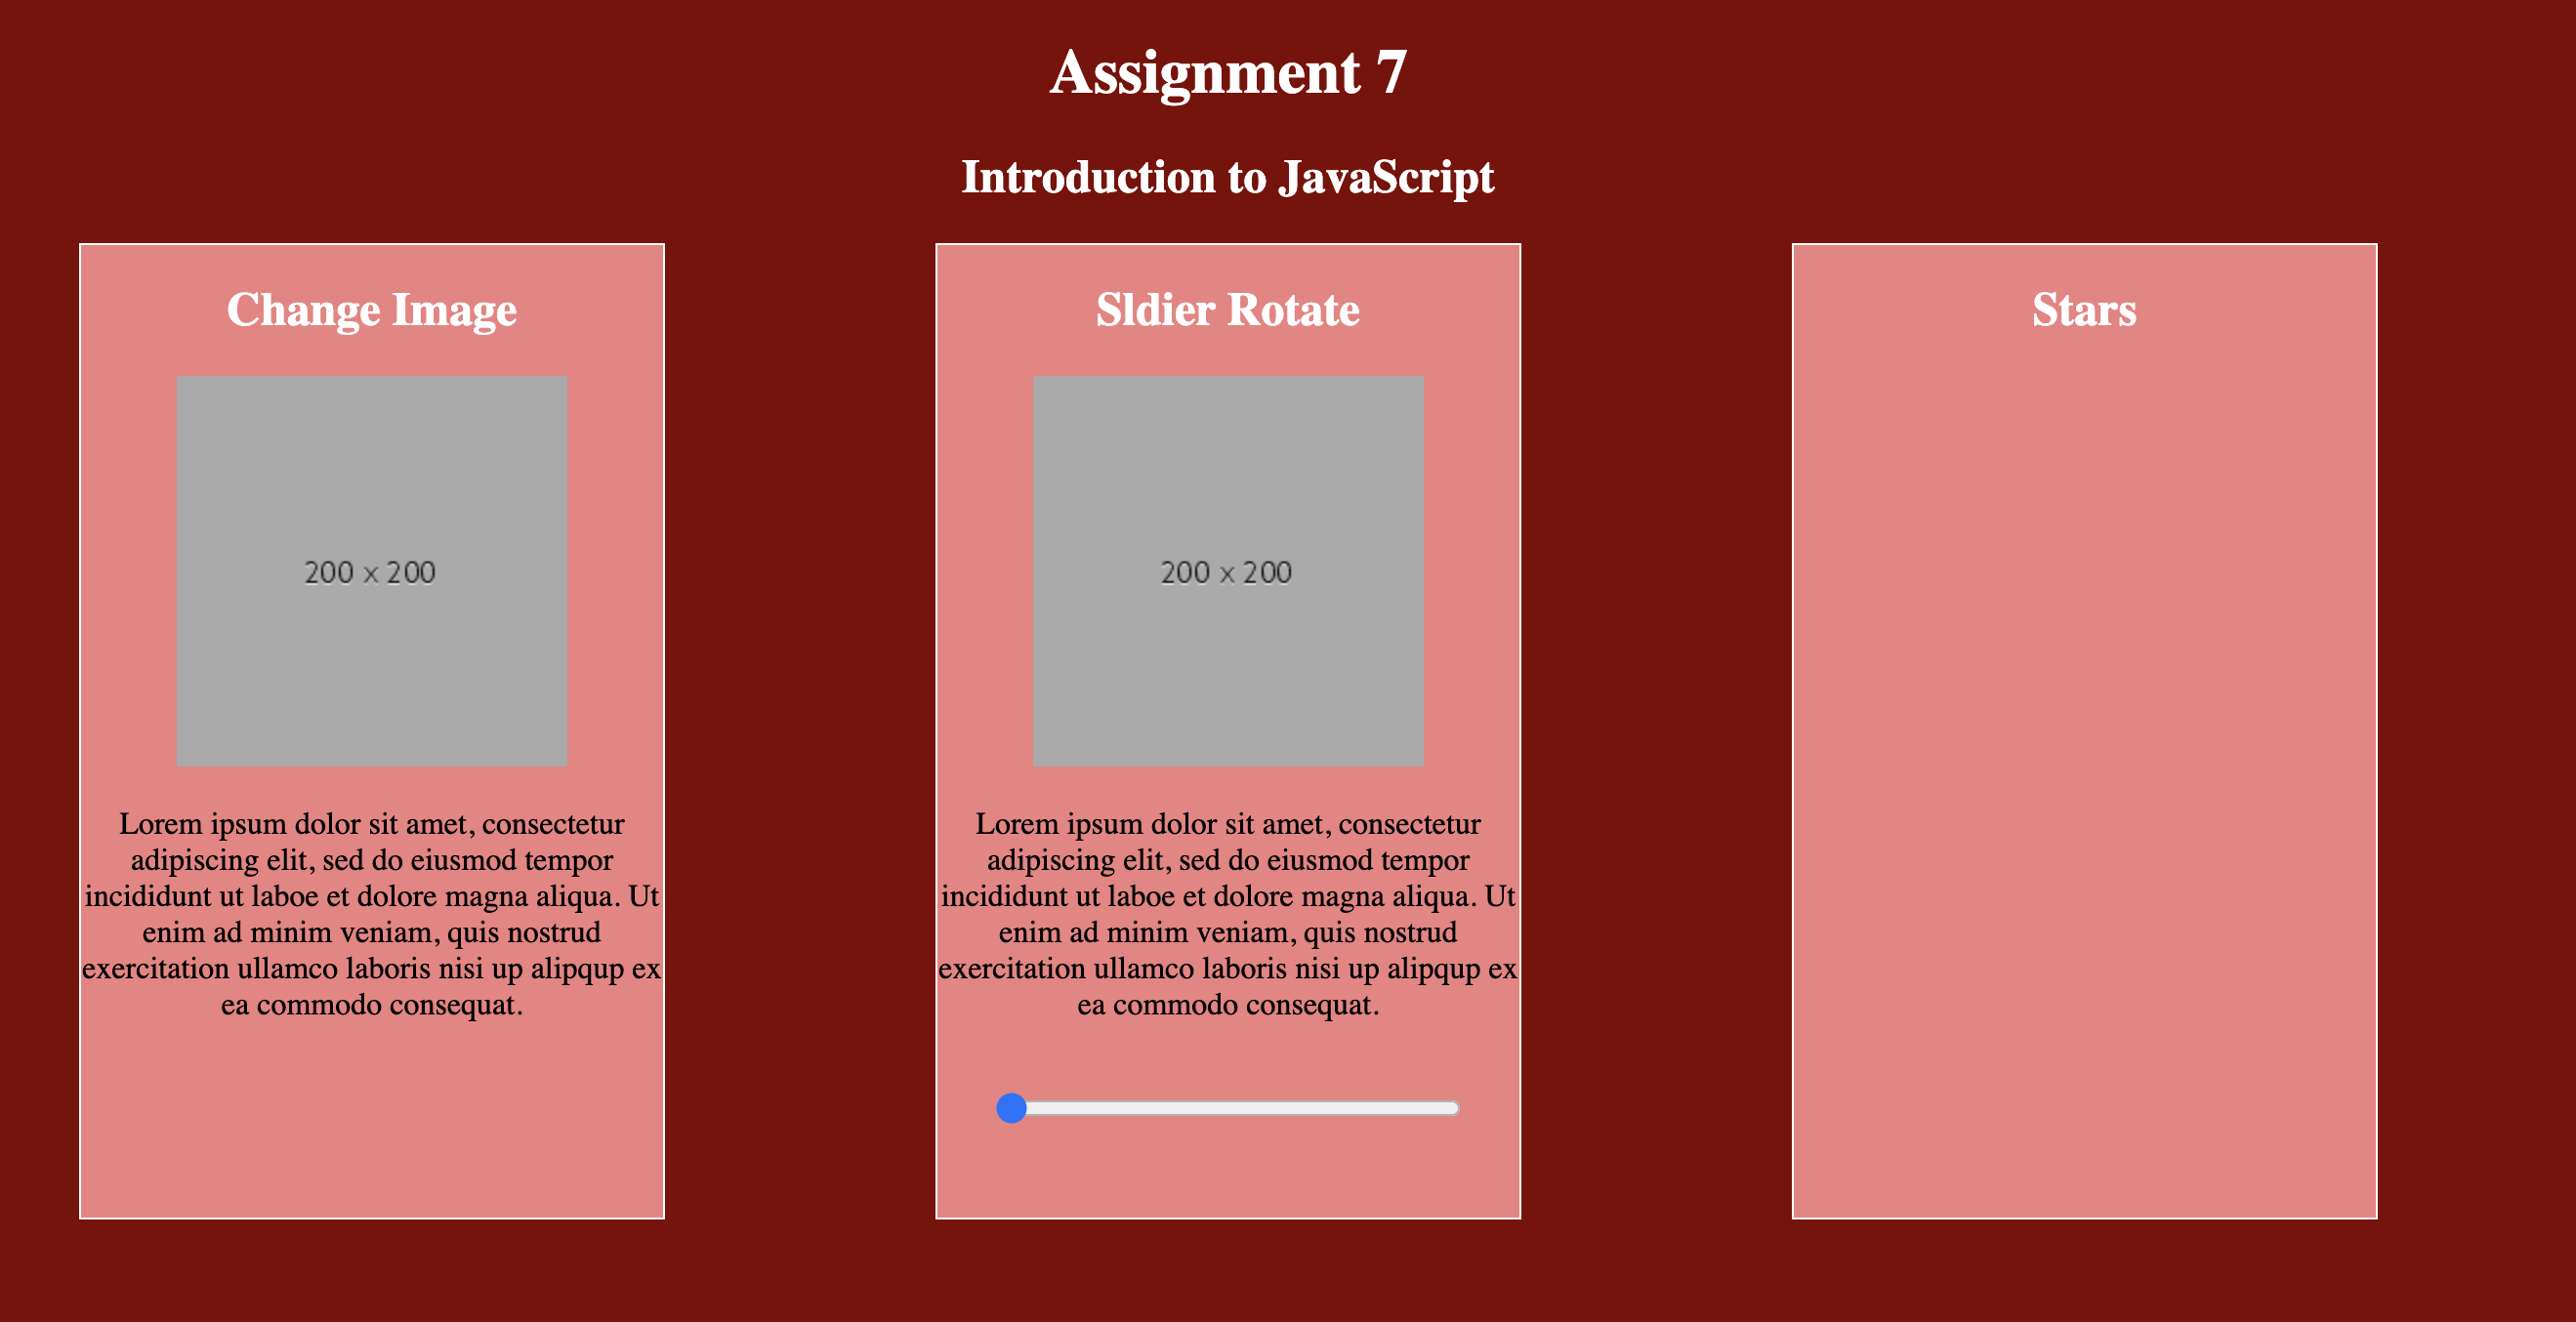 Assignment 7
Introduction to JavaScript
Change Image
200 x 200
Lorem ipsum dolor sit amet, consectetur
adipiscing elit, sed do eiusmod tempor
incididunt ut laboe et dolore magna aliqua. Ut
enim ad minim veniam, quis nostrud
exercitation ullamco laboris nisi up alipqup ex
ea commodo consequat.
Sldier Rotate
200 x 200
Lorem ipsum dolor sit amet, consectetur
adipiscing elit, sed do eiusmod tempor
incididunt ut laboe et dolore magna aliqua. Ut
enim ad minim veniam, quis nostrud
exercitation ullamco laboris nisi up alipqup ex
ea commodo consequat.
Stars